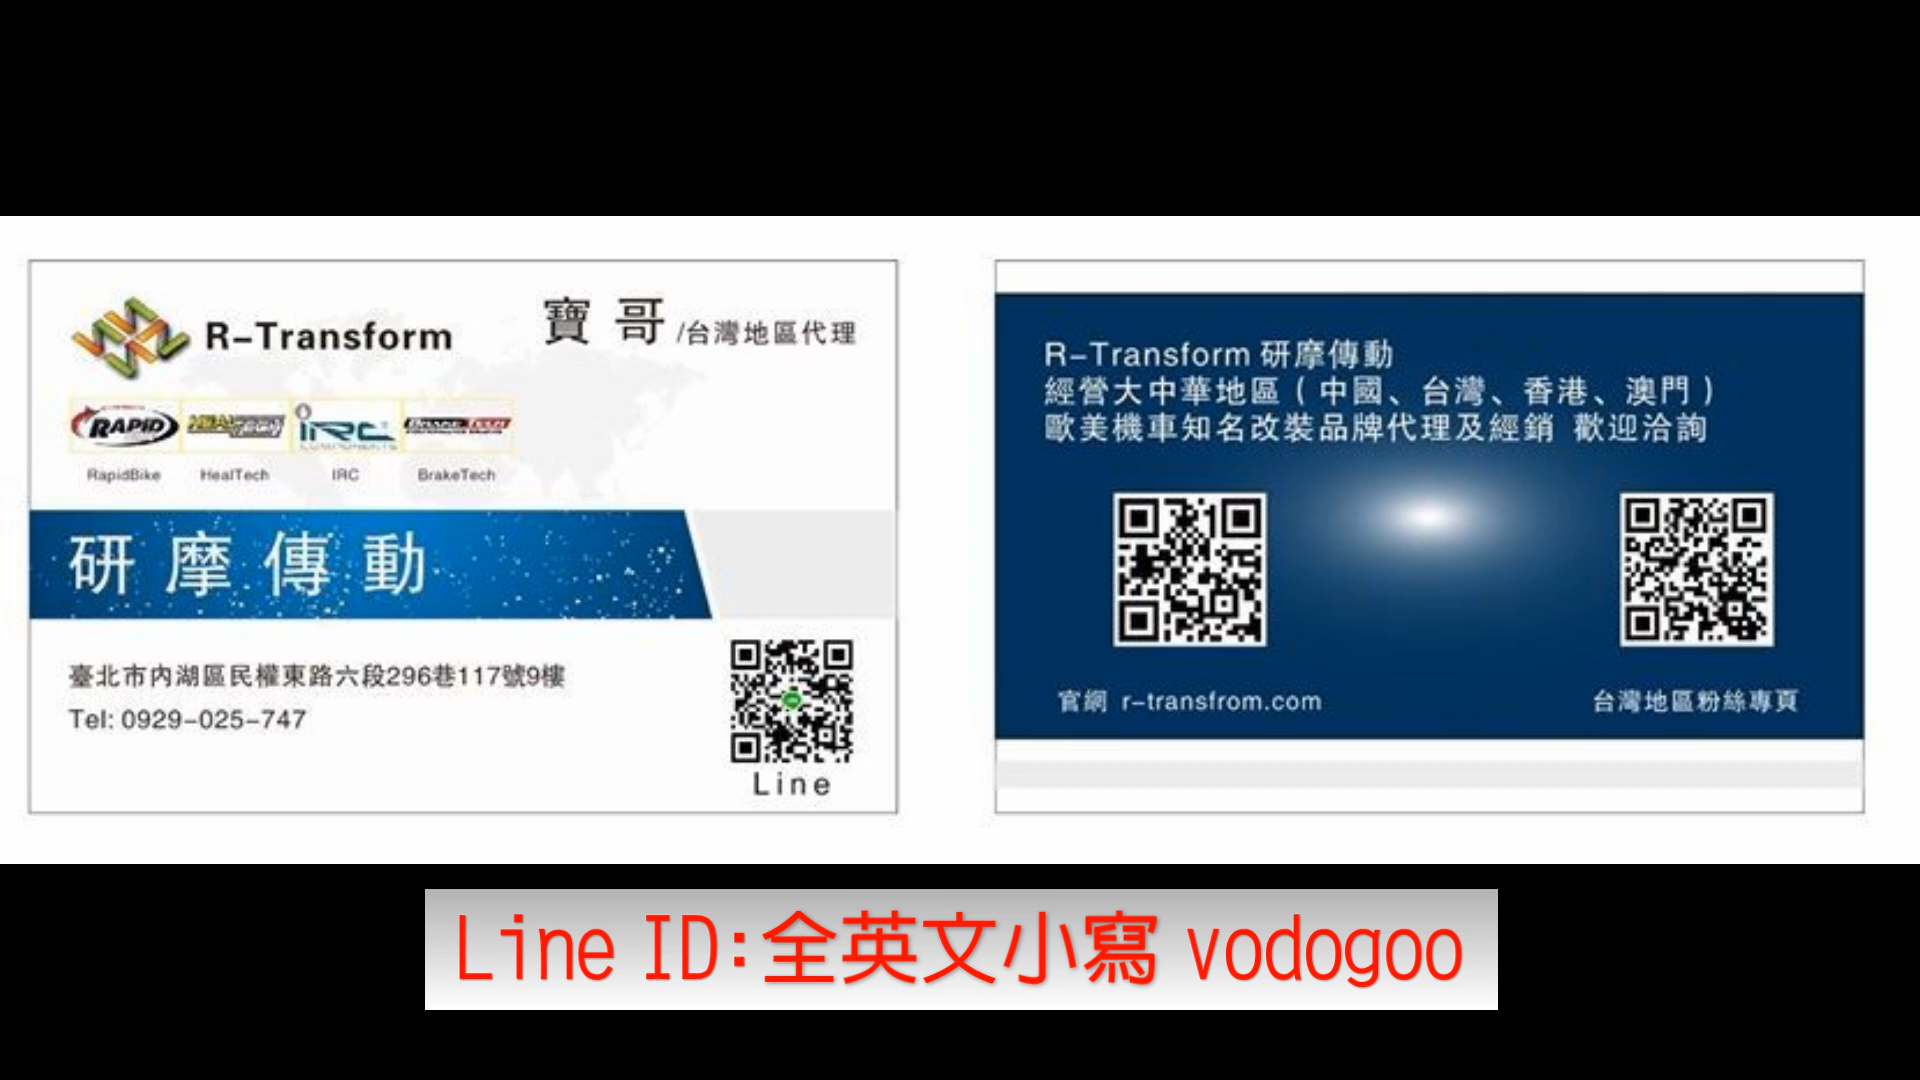 R-Transform
寶哥/台灣地區代理
RAPID HEALTECH IRC BRAKETECH
COMPONENTS
RapidBike HealTech IRC BrakeTech
研摩傳動
臺北市內湖區民權東路六段296巷117號9樓
Tel: 0929-025-747
Line
R-Transform 研摩傳動
經營大中華地區(中國、台灣、香港、澳門)
歐美機車知名改裝品牌代理及經銷 歡迎洽詢
官網 r-transfrom.com
台灣地區粉絲專頁
Line ID:全英文小寫 vodogoo